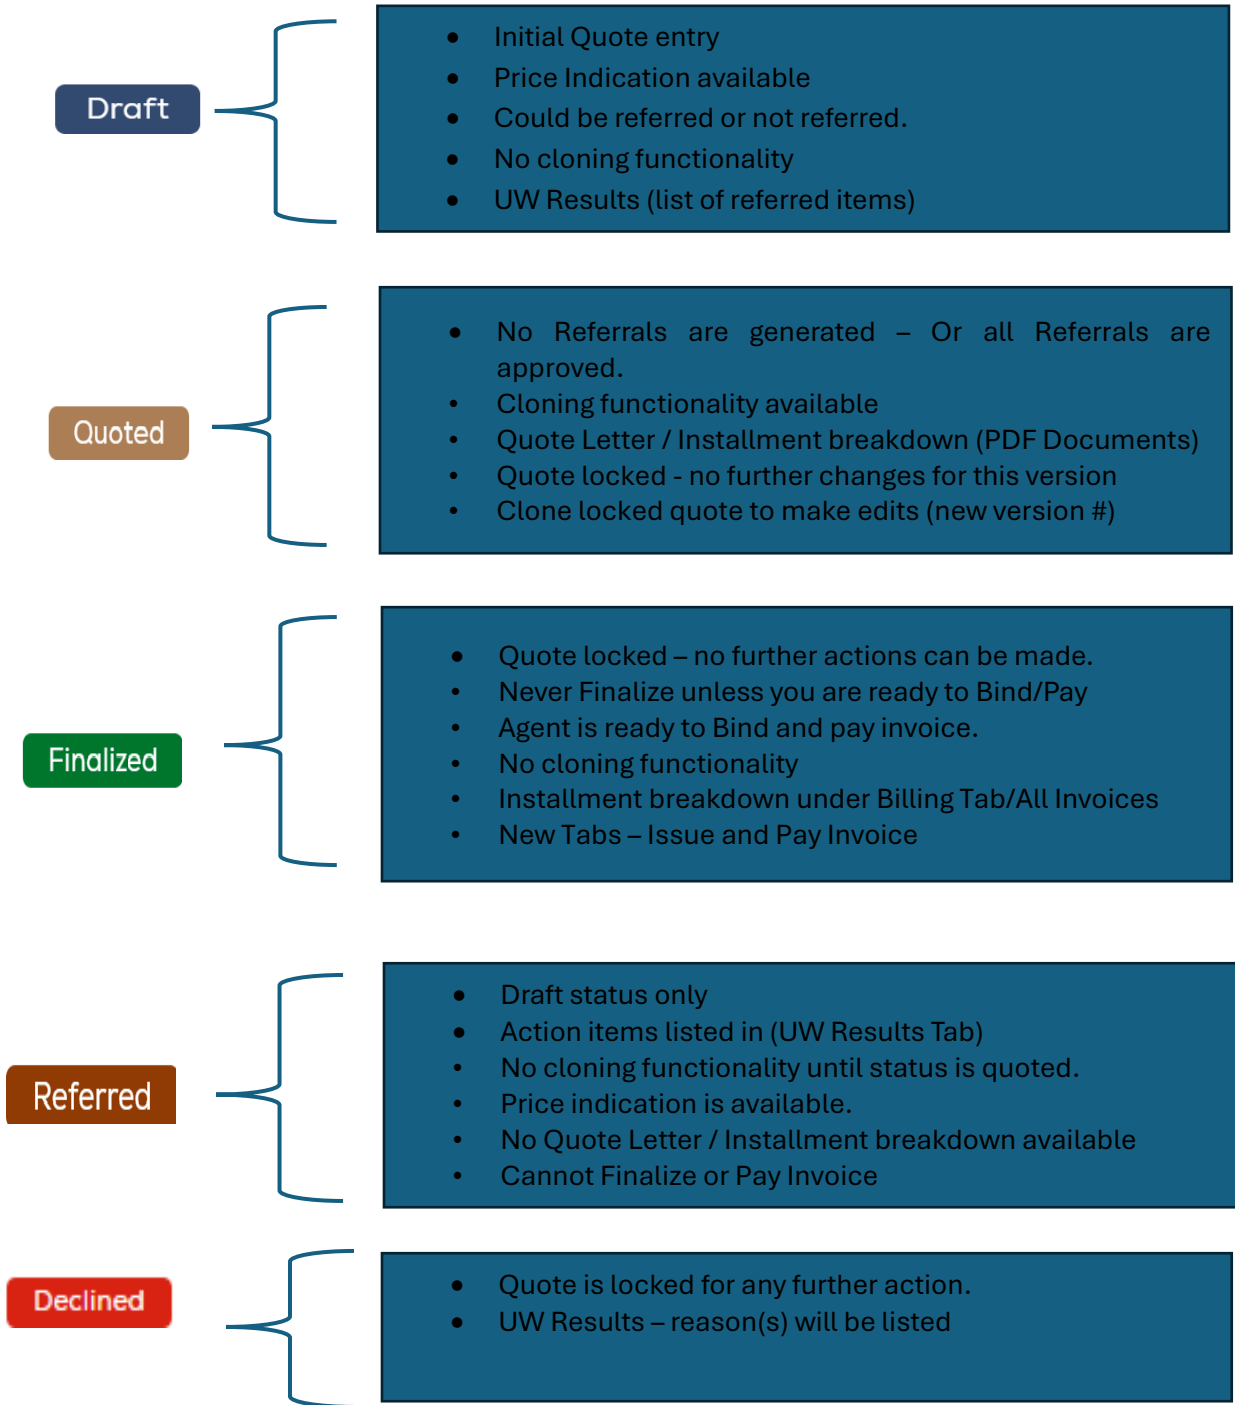 Draft
• Initial Quote entry
• Price Indication available
• Could be referred or not referred.
• No cloning functionality
• UW Results (list of referred items)
Quoted
• No Referrals are generated – Or all Referrals are
approved.
• Cloning functionality available
• Quote Letter / Installment breakdown (PDF Documents)
• Quote locked - no further changes for this version
• Clone locked quote to make edits (new version #)
Finalized
• Quote locked – no further actions can be made.
• Never Finalize unless you are ready to Bind/Pay
• Agent is ready to Bind and pay invoice.
• No cloning functionality
• Installment breakdown under Billing Tab/All Invoices
• New Tabs – Issue and Pay Invoice
Referred
• Draft status only
• Action items listed in (UW Results Tab)
• No cloning functionality until status is quoted.
• Price indication is available.
• No Quote Letter / Installment breakdown available
• Cannot Finalize or Pay Invoice
Declined
• Quote is locked for any further action.
• UW Results – reason(s) will be listed